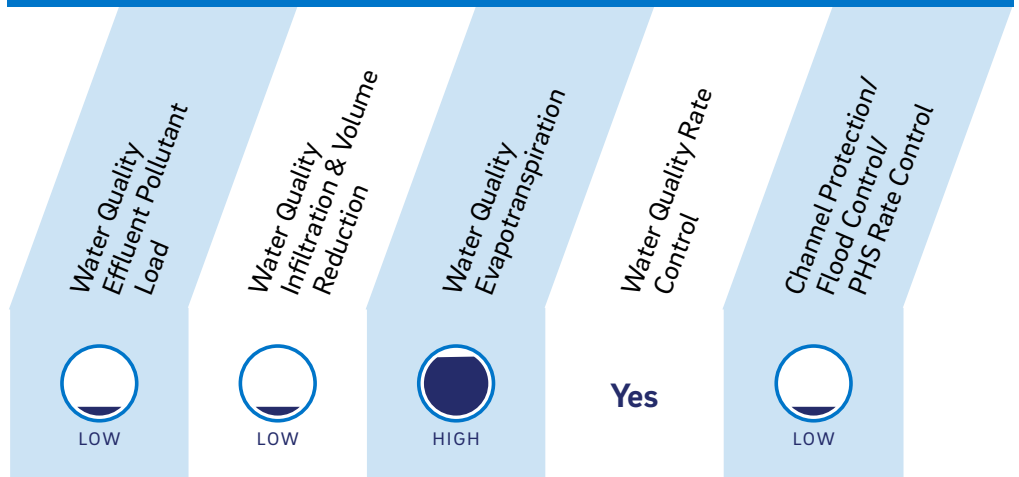 Water Quality
Effluent Pollutant
Load
Water Quality
Infiltration & Volume
Reduction
Water Quality
Evapotranspiration
Water Quality Rate
Control
Channel Protection/
Flood Control/
PHS Rate Control
LOW
LOW
HIGH
Yes
LOW